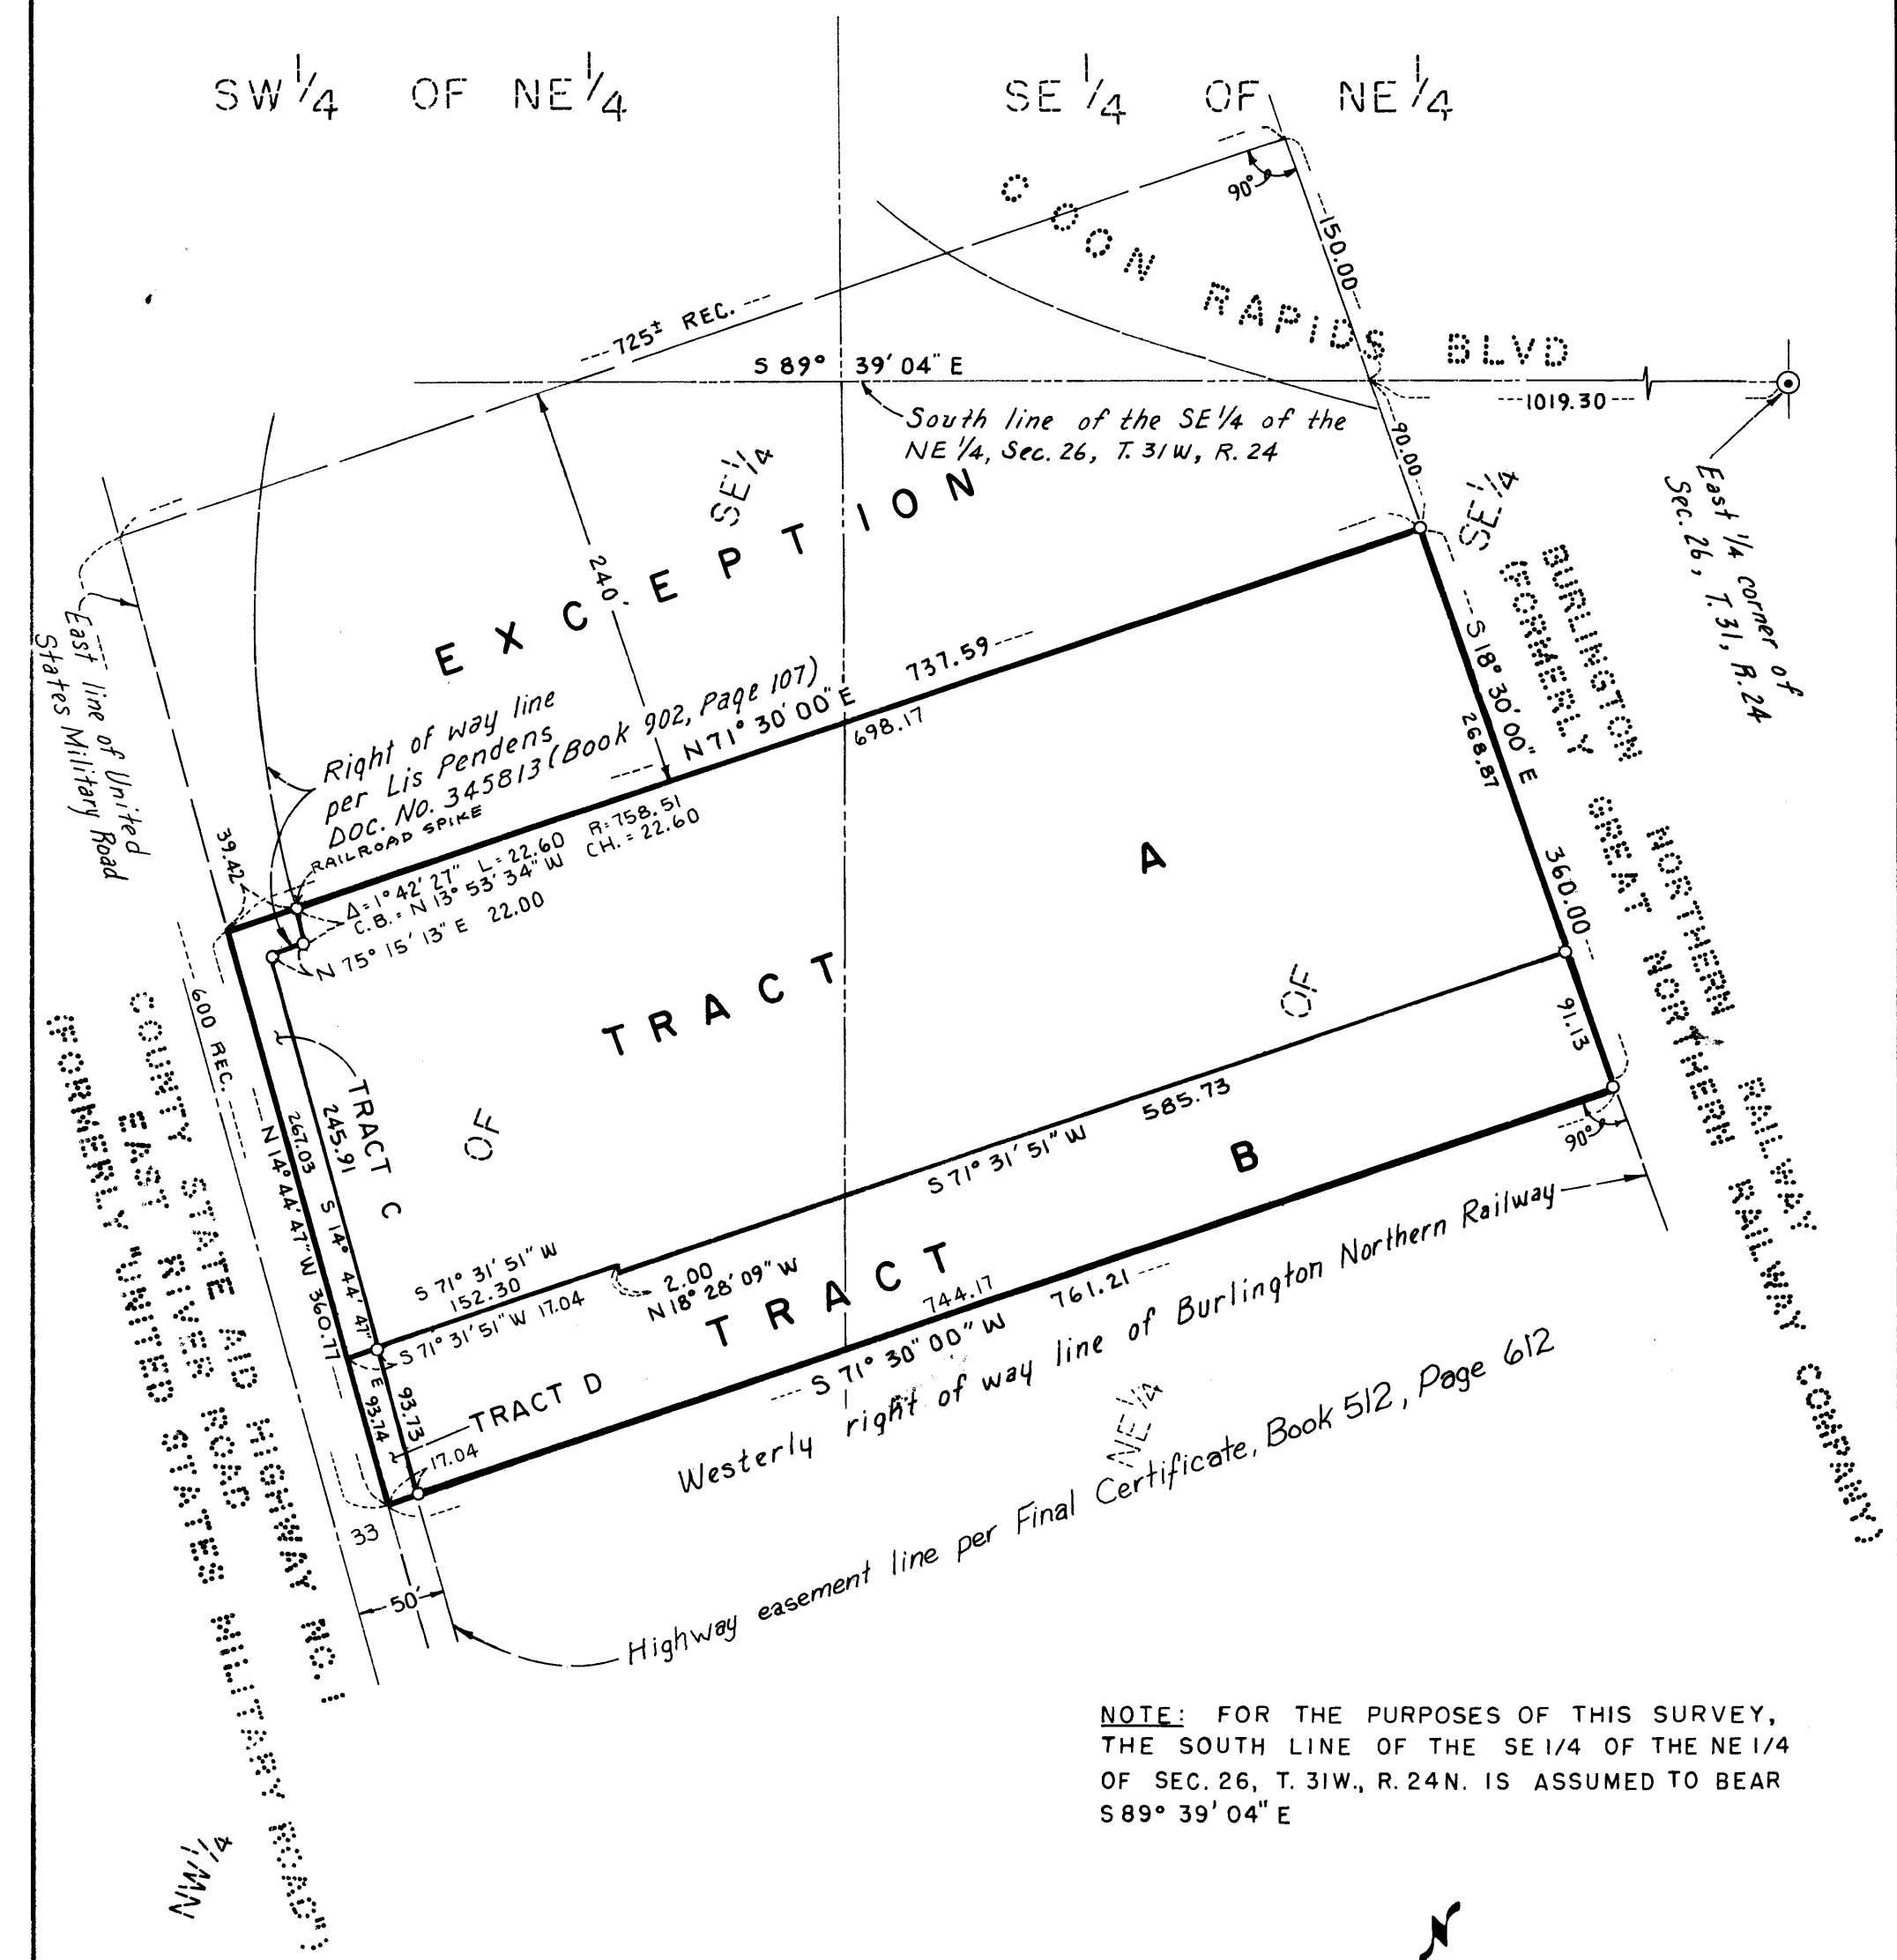 SW 1/4 OF NE 1/4
SE 1/4 OF NE 1/4
90°
150.00
COON RAPIDS BLVD
725± REC.
S 89° 39' 04" E
1019.30
South line of the SE 1/4 of the
NE 1/4, Sec. 26, T. 31W, R. 24
90.00
East 1/4 corner of
Sec. 26, T. 31, R. 24
SE 1/4
SE 1/4
EXCEPTION
240.
East line of United
States Military Road
737.59
N 71° 30' 00" E
698.17
Right of way line
per Lis Pendens
Doc. No. 345813 (Book 902, Page 107)
RAILROAD SPIKE
39.42
Δ=1° 42' 27" L=22.60 R=758.51
C.B.= N 13° 53' 34" W CH.=22.60
N 75° 15' 13" E 22.00
S 18° 30' 00" E
268.87
360.00
91.13
BURLINGTON NORTHERN RAILWAY COMPANY
(FORMERLY GREAT NORTHERN RAILWAY COMPANY)
TRACT A
OF
OF
600 REC.
TRACT C
267.03
245.91
N 14° 44' 47" W 360.77
S 14° 44' 47" E
COUNTY STATE AID HIGHWAY NO. 1
EAST RIVER ROAD
(FORMERLY "UNITED STATES MILITARY ROAD")
585.73
S 71° 31' 51" W
S 71° 31' 51" W
152.30
2.00
N 18° 28' 09" W
S 71° 31' 51" W 17.04
TRACT B
90°
744.17
761.21
S 71° 30' 00" W
TRACT D
93.74
93.73
17.04
33
50'
Westerly right of way line of Burlington Northern Railway
NE 1/4
Highway easement line per Final Certificate, Book 512, Page 612
NOTE: FOR THE PURPOSES OF THIS SURVEY,
THE SOUTH LINE OF THE SE 1/4 OF THE NE 1/4
OF SEC. 26, T. 31W., R. 24N. IS ASSUMED TO BEAR
S 89° 39' 04" E
NW 1/4
N